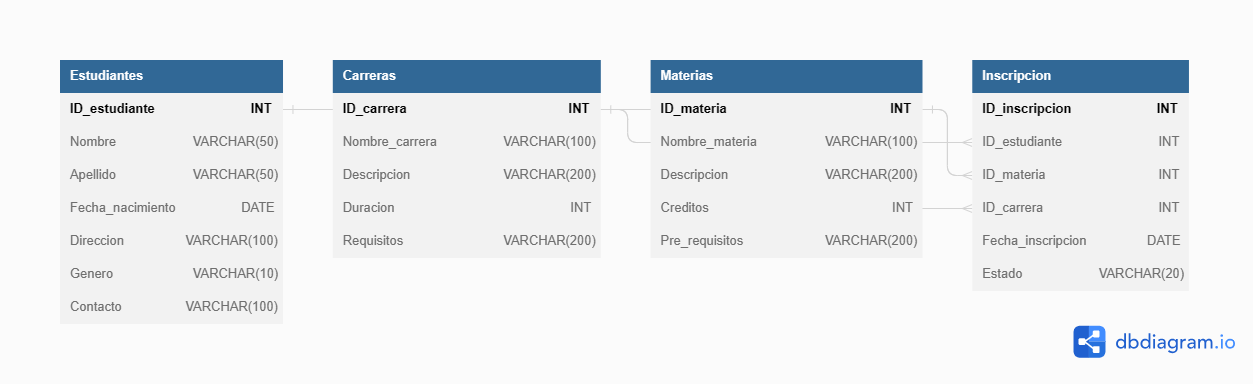 Estudiantes
ID_estudiante INT
Nombre VARCHAR(50)
Apellido VARCHAR(50)
Fecha_nacimiento DATE
Direccion VARCHAR(100)
Genero VARCHAR(10)
Contacto VARCHAR(100)
Carreras
ID_carrera INT
Nombre_carrera VARCHAR(100)
Descripcion VARCHAR(200)
Duracion INT
Requisitos VARCHAR(200)
Materias
ID_materia INT
Nombre_materia VARCHAR(100)
Descripcion VARCHAR(200)
Creditos INT
Pre_requisitos VARCHAR(200)
Inscripcion
ID_inscripcion INT
ID_estudiante INT
ID_materia INT
ID_carrera INT
Fecha_inscripcion DATE
Estado VARCHAR(20)
dbdiagram.io